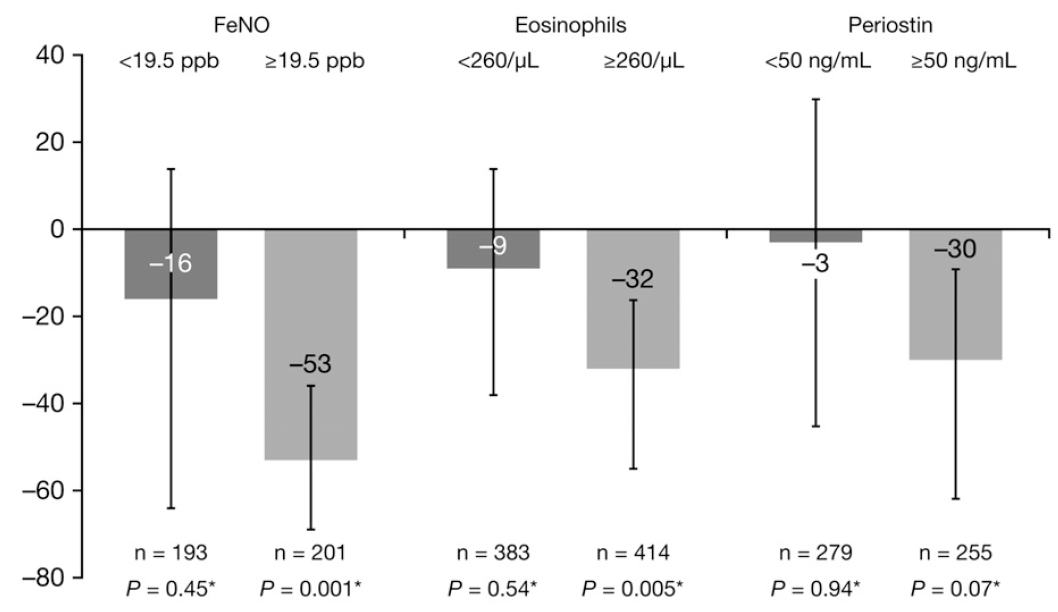 FeNO Eosinophils Periostin
<19.5 ppb ≥19.5 ppb <260/µL ≥260/µL <50 ng/mL ≥50 ng/mL
40
20
0
–16 –53 –9 –32 –3 –30
–20
–40
–60
–80
n = 193 n = 201 n = 383 n = 414 n = 279 n = 255
P = 0.45* P = 0.001* P = 0.54* P = 0.005* P = 0.94* P = 0.07*